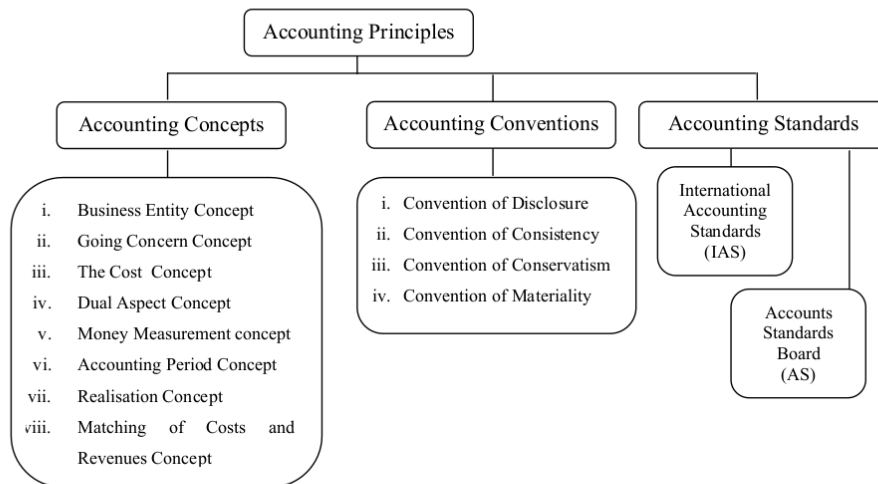 Accounting Principles
Accounting Concepts
Accounting Conventions
Accounting Standards
i. Business Entity Concept
ii. Going Concern Concept
iii. The Cost Concept
iv. Dual Aspect Concept
v. Money Measurement concept
vi. Accounting Period Concept
vii. Realisation Concept
viii. Matching of Costs and
Revenues Concept
i. Convention of Disclosure
ii. Convention of Consistency
iii. Convention of Conservatism
iv. Convention of Materiality
International
Accounting
Standards
(IAS)
Accounts
Standards
Board
(AS)